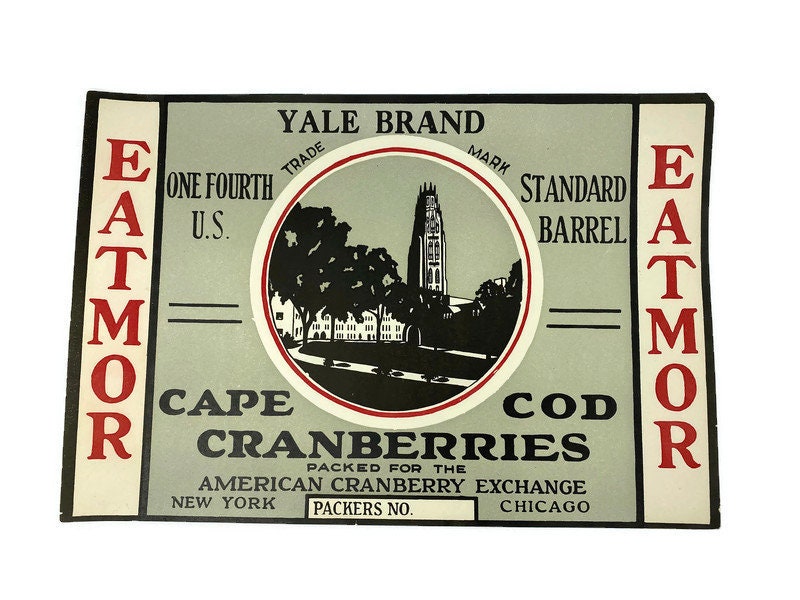 EATMOR
YALE BRAND
TRADE MARK
ONE FOURTH
U.S.
STANDARD
BARREL
CAPE COD
CRANBERRIES
PACKED FOR THE
AMERICAN CRANBERRY EXCHANGE
NEW YORK
PACKERS NO.
CHICAGO
EATMOR